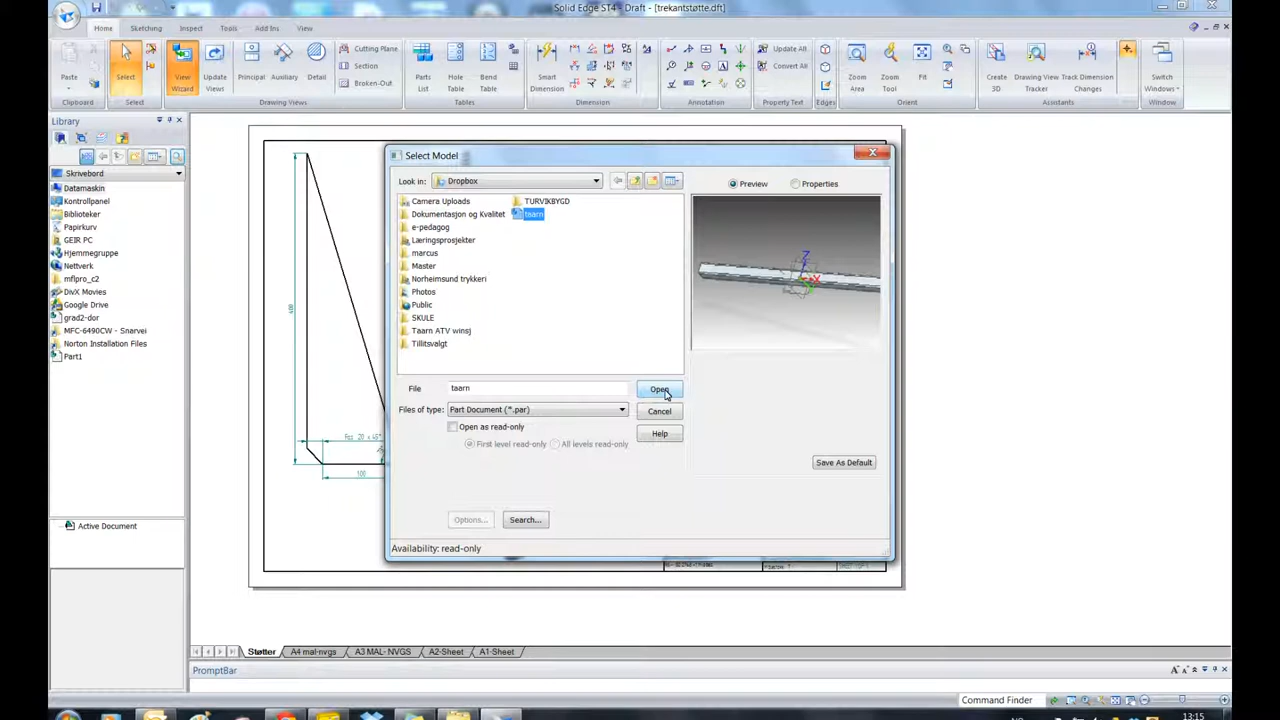 Solid Edge ST4 - Draft - [trekantstøtte.dft]
Home Sketching Inspect Tools Add Ins View
Paste
Select
View Wizard
Update Views
Principal Auxiliary Detail
Cutting Plane
Section
Broken-Out
Parts List
Hole Table
Bend Table
Smart Dimension
Update All
Convert All
Zoom Area
Zoom Tool
Fit
Create 3D
Drawing View Tracker
Track Dimension Changes
Switch Windows
Clipboard Select Drawing Views Tables Dimension Annotation Property Text Edges Orient Assistants Window
Library
Skrivebord
Datamaskin
Kontrollpanel
Biblioteker
Papirkurv
GEIR PC
Hjemmegruppe
Nettverk
mflpro_c2
DivX Movies
Google Drive
grad2-dor
MFC-6490CW - Snarvei
Norton Installation Files
Part1
Active Document
400
Fcs 20 x 45°
100
Select Model
Look in: Dropbox
Preview Properties
Camera Uploads
Dokumentasjon og Kvalitet
e-pedagog
Læringsprosjekter
marcus
Master
Norheimsund trykkeri
Photos
Public
SKULE
Taarn ATV winsj
Tillitsvalgt
TURVIKBYGD
taarn
Z
X
File taarn
Open
Files of type: Part Document (*.par)
Cancel
Open as read-only
Help
First level read-only All levels read-only
Save As Default
Options... Search...
Availability: read-only
Støtter A4 mal-nvgs A3 MAL- NVGS A2-Sheet A1-Sheet
PromptBar
Command Finder
NO
13:15